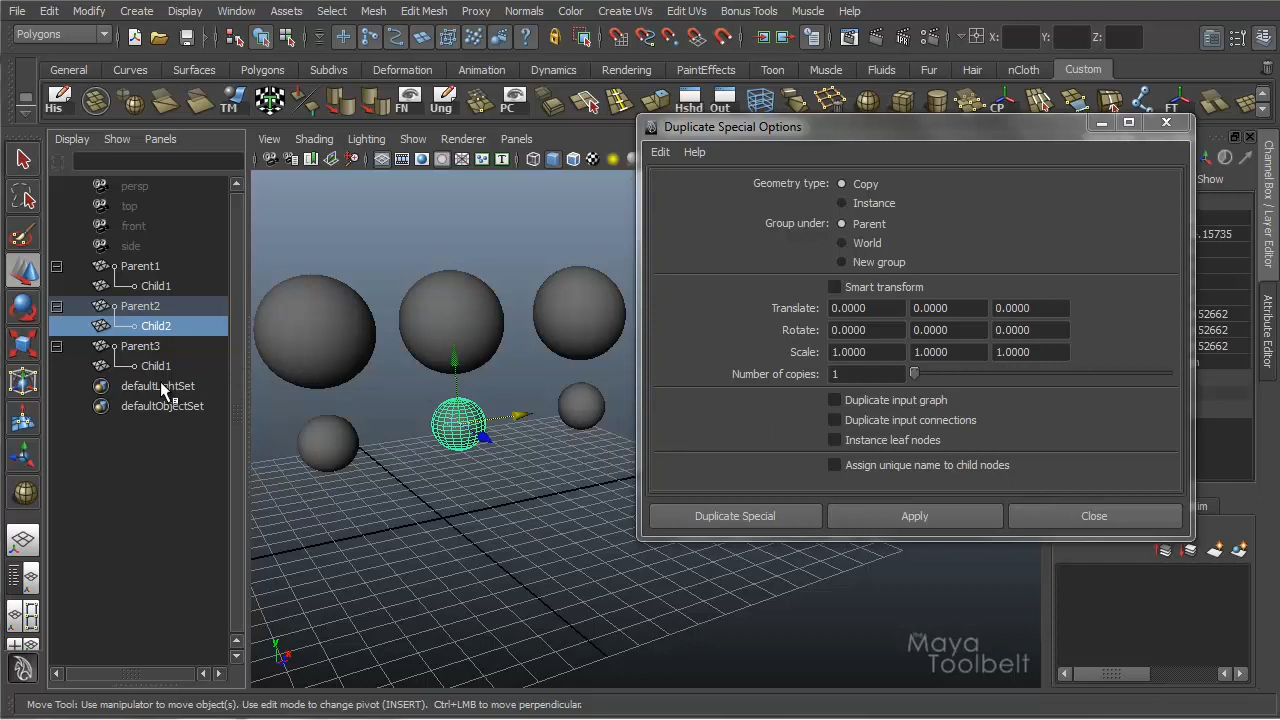 File Edit Modify Create Display Window Assets Select Mesh Edit Mesh Proxy Normals Color Create UVs Edit UVs Bonus Tools Muscle Help
Polygons X: Y: Z:
General Curves Surfaces Polygons Subdivs Deformation Animation Dynamics Rendering PaintEffects Toon Muscle Fluids Fur Hair nCloth Custom
His TM FN Ung PC Hshd Out CP FT
Display Show Panels
View Shading Lighting Show Renderer Panels
persp
top
front
side
Parent1
Child1
Parent2
Child2
Parent3
Child1
defaultLightSet
defaultObjectSet
Duplicate Special Options
Edit Help
Geometry type: Copy
Instance
Group under: Parent
World
New group
Smart transform
Translate: 0.0000 0.0000 0.0000
Rotate: 0.0000 0.0000 0.0000
Scale: 1.0000 1.0000 1.0000
Number of copies: 1
Duplicate input graph
Duplicate input connections
Instance leaf nodes
Assign unique name to child nodes
Duplicate Special Apply Close
Show
.15735
52662
52662
Channel Box / Layer Editor
Attribute Editor
y
Maya
Toolbelt
Move Tool: Use manipulator to move object(s). Use edit mode to change pivot (INSERT). Ctrl+LMB to move perpendicular.